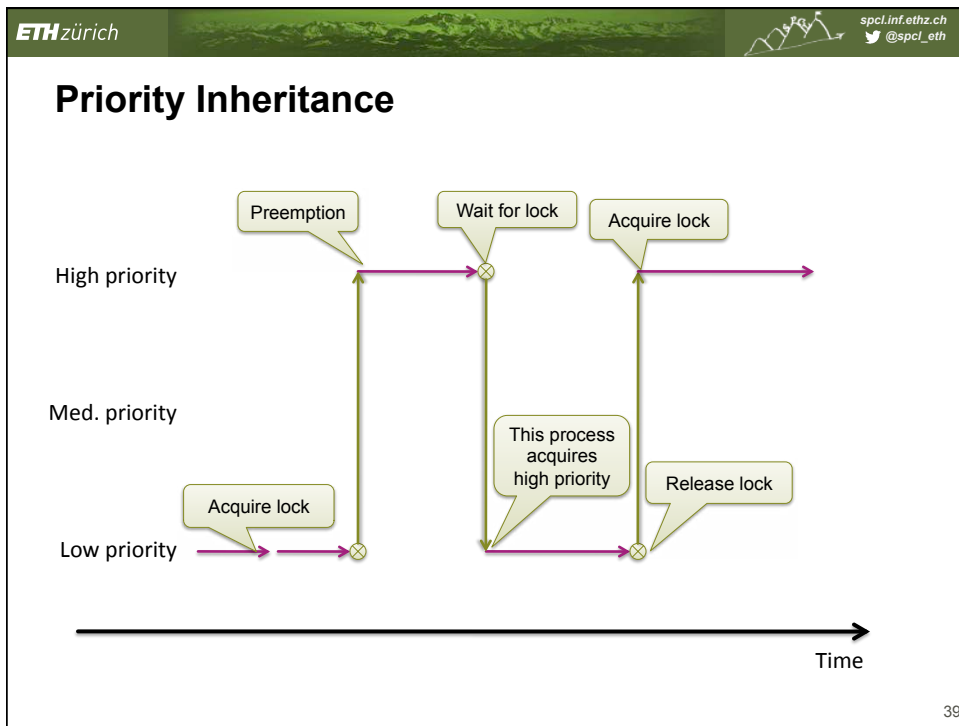 ETH zürich
spcl.inf.ethz.ch
@spcl_eth
Priority Inheritance
Preemption
Wait for lock
Acquire lock
High priority
Med. priority
This process
acquires
high priority
Release lock
Acquire lock
Low priority
Time
39